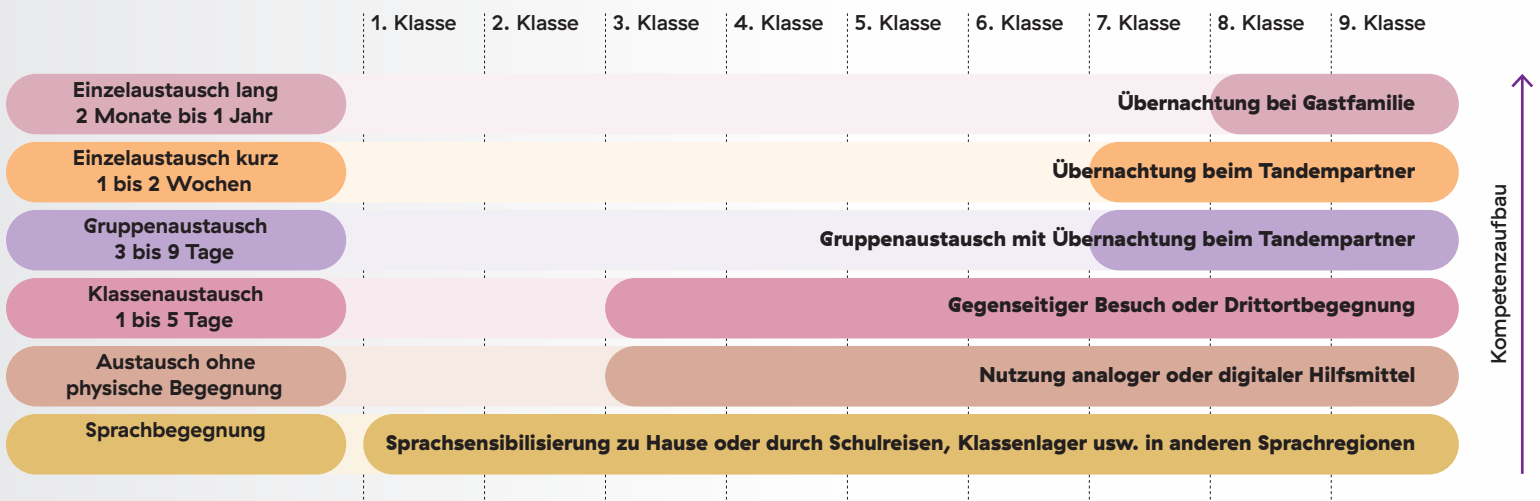 1. Klasse 2. Klasse 3. Klasse 4. Klasse 5. Klasse 6. Klasse 7. Klasse 8. Klasse 9. Klasse
Einzelaustausch lang
2 Monate bis 1 Jahr
Übernachtung bei Gastfamilie
Einzelaustausch kurz
1 bis 2 Wochen
Übernachtung beim Tandempartner
Gruppenaustausch
3 bis 9 Tage
Gruppenaustausch mit Übernachtung beim Tandempartner
Klassenaustausch
1 bis 5 Tage
Gegenseitiger Besuch oder Drittortbegegnung
Austausch ohne
physische Begegnung
Nutzung analoger oder digitaler Hilfsmittel
Sprachbegegnung
Sprachsensibilisierung zu Hause oder durch Schulreisen, Klassenlager usw. in anderen Sprachregionen
Kompetenzaufbau